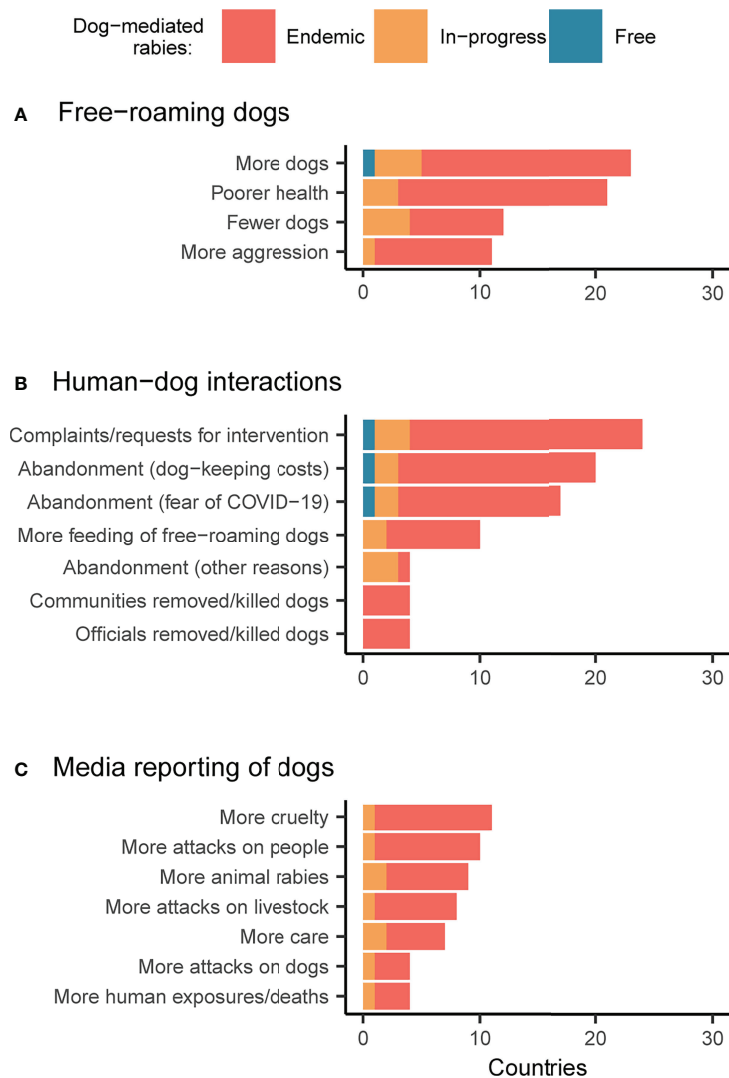 Dog−mediated
rabies:
Endemic
In−progress
Free
A Free−roaming dogs
More dogs
Poorer health
Fewer dogs
More aggression
0 10 20 30
B Human−dog interactions
Complaints/requests for intervention
Abandonment (dog−keeping costs)
Abandonment (fear of COVID−19)
More feeding of free−roaming dogs
Abandonment (other reasons)
Communities removed/killed dogs
Officials removed/killed dogs
0 10 20 30
C Media reporting of dogs
More cruelty
More attacks on people
More animal rabies
More attacks on livestock
More care
More attacks on dogs
More human exposures/deaths
0 10 20 30
Countries